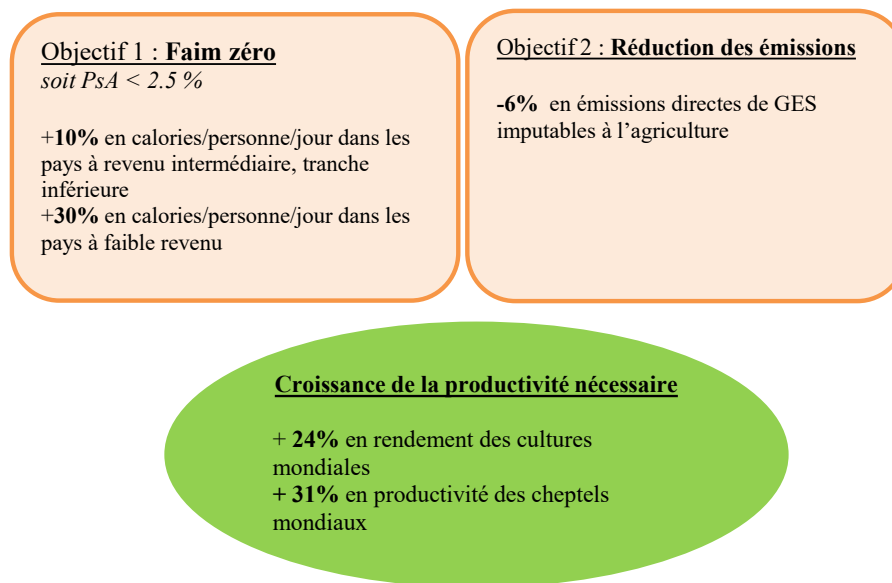 Objectif 1 : Faim zéro
soit PsA < 2.5 %
+10% en calories/personne/jour dans les
pays à revenu intermédiaire, tranche
inférieure
+30% en calories/personne/jour dans les
pays à faible revenu
Objectif 2 : Réduction des émissions
-6% en émissions directes de GES
imputables à l’agriculture
Croissance de la productivité nécessaire
+ 24% en rendement des cultures
mondiales
+ 31% en productivité des cheptels
mondiaux